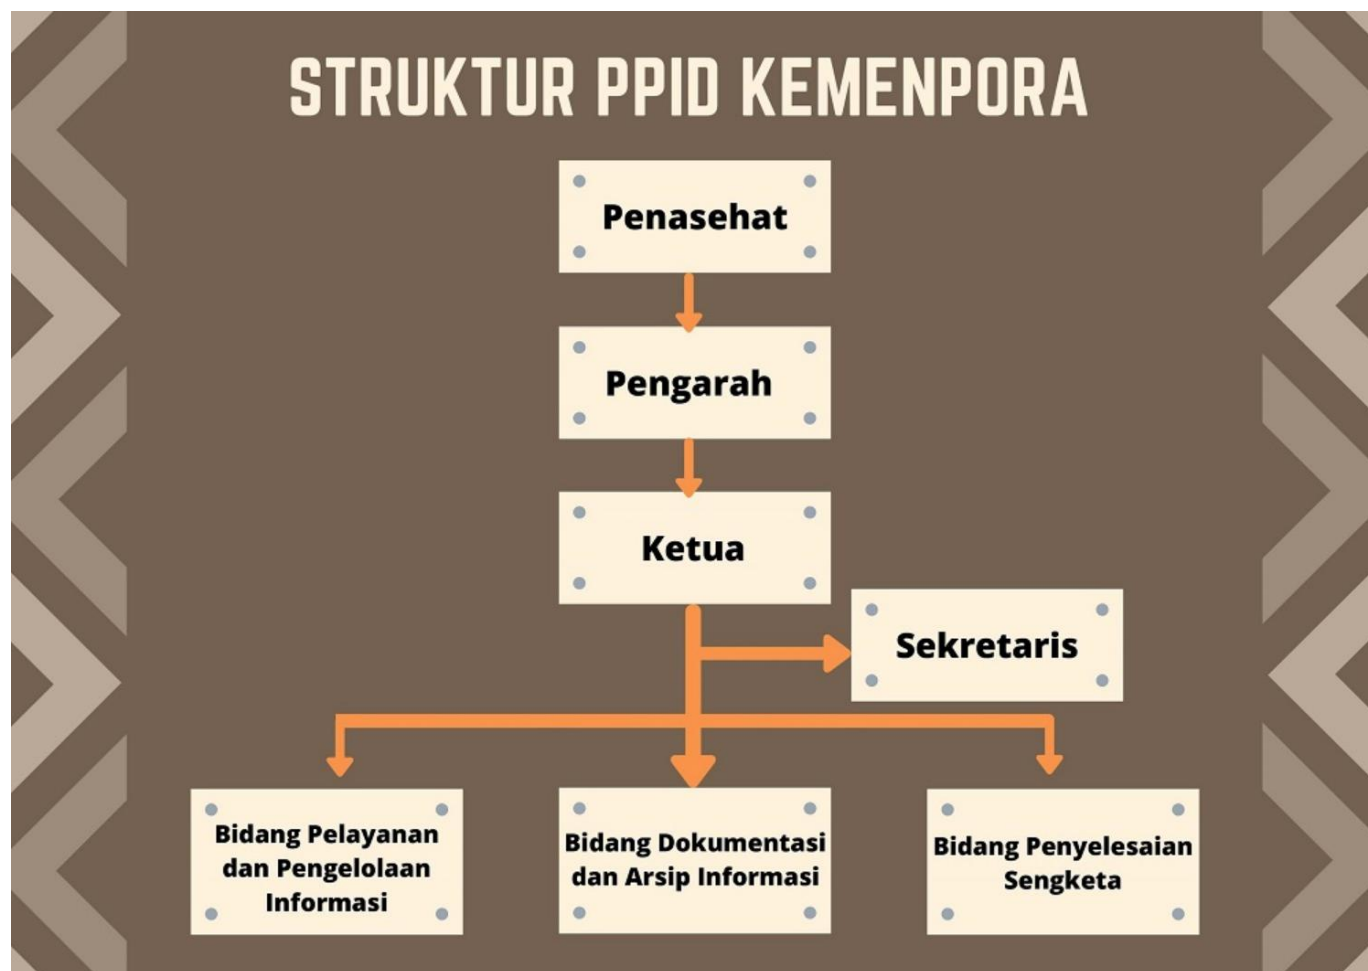 STRUKTUR PPID KEMENPORA
Penasehat
Pengarah
Ketua
Sekretaris
Bidang Pelayanan
dan Pengelolaan
Informasi
Bidang Dokumentasi
dan Arsip Informasi
Bidang Penyelesaian
Sengketa